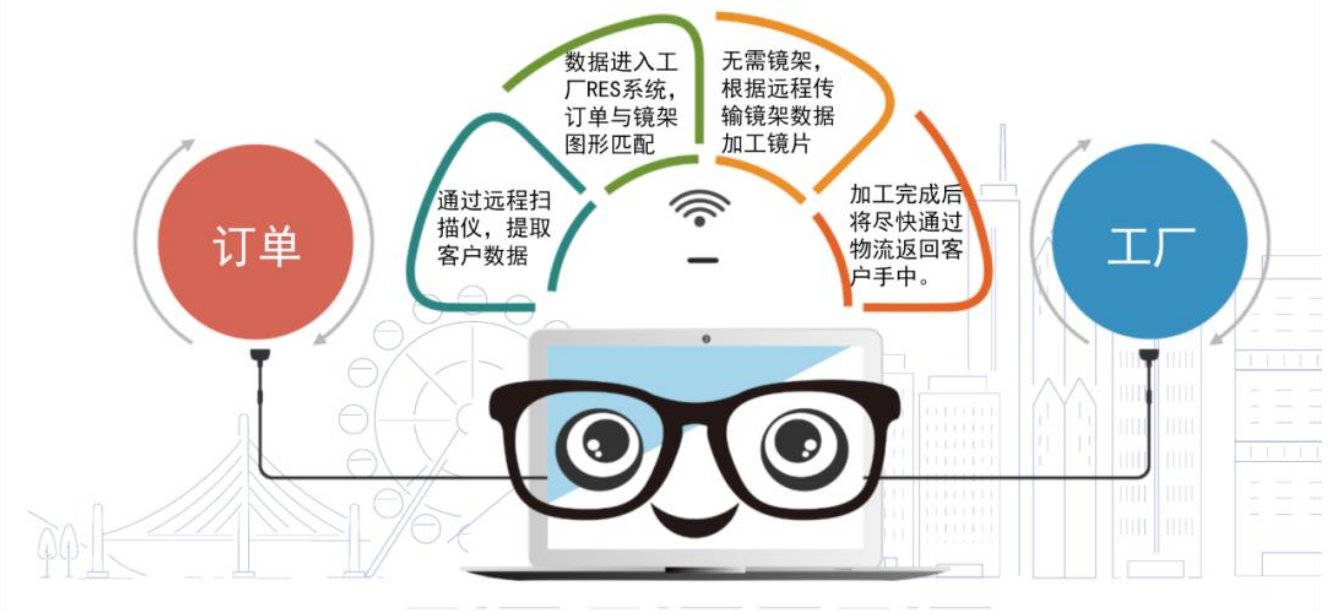 订单
通过远程扫
描仪，提取
客户数据
数据进入工
厂RES系统，
订单与镜架
图形匹配
无需镜架，
根据远程传
输镜架数据
加工镜片
加工完成后
将尽快通过
物流返回客
户手中。
工厂